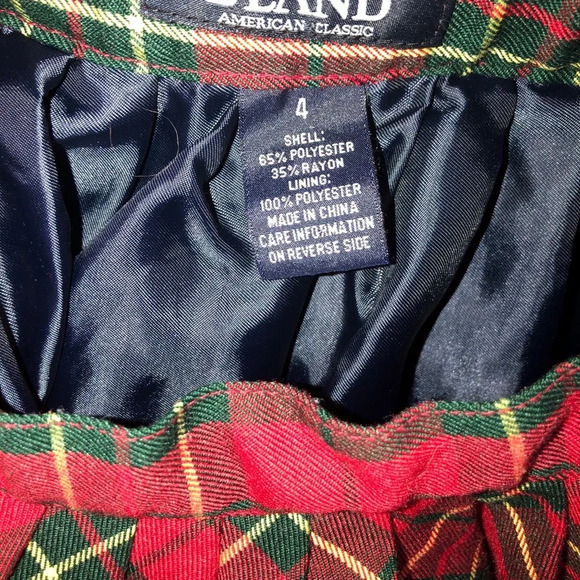 AMERICAN CLASSIC
4
SHELL:
65% POLYESTER
35% RAYON
LINING:
100% POLYESTER
MADE IN CHINA
CARE INFORMATION
ON REVERSE SIDE